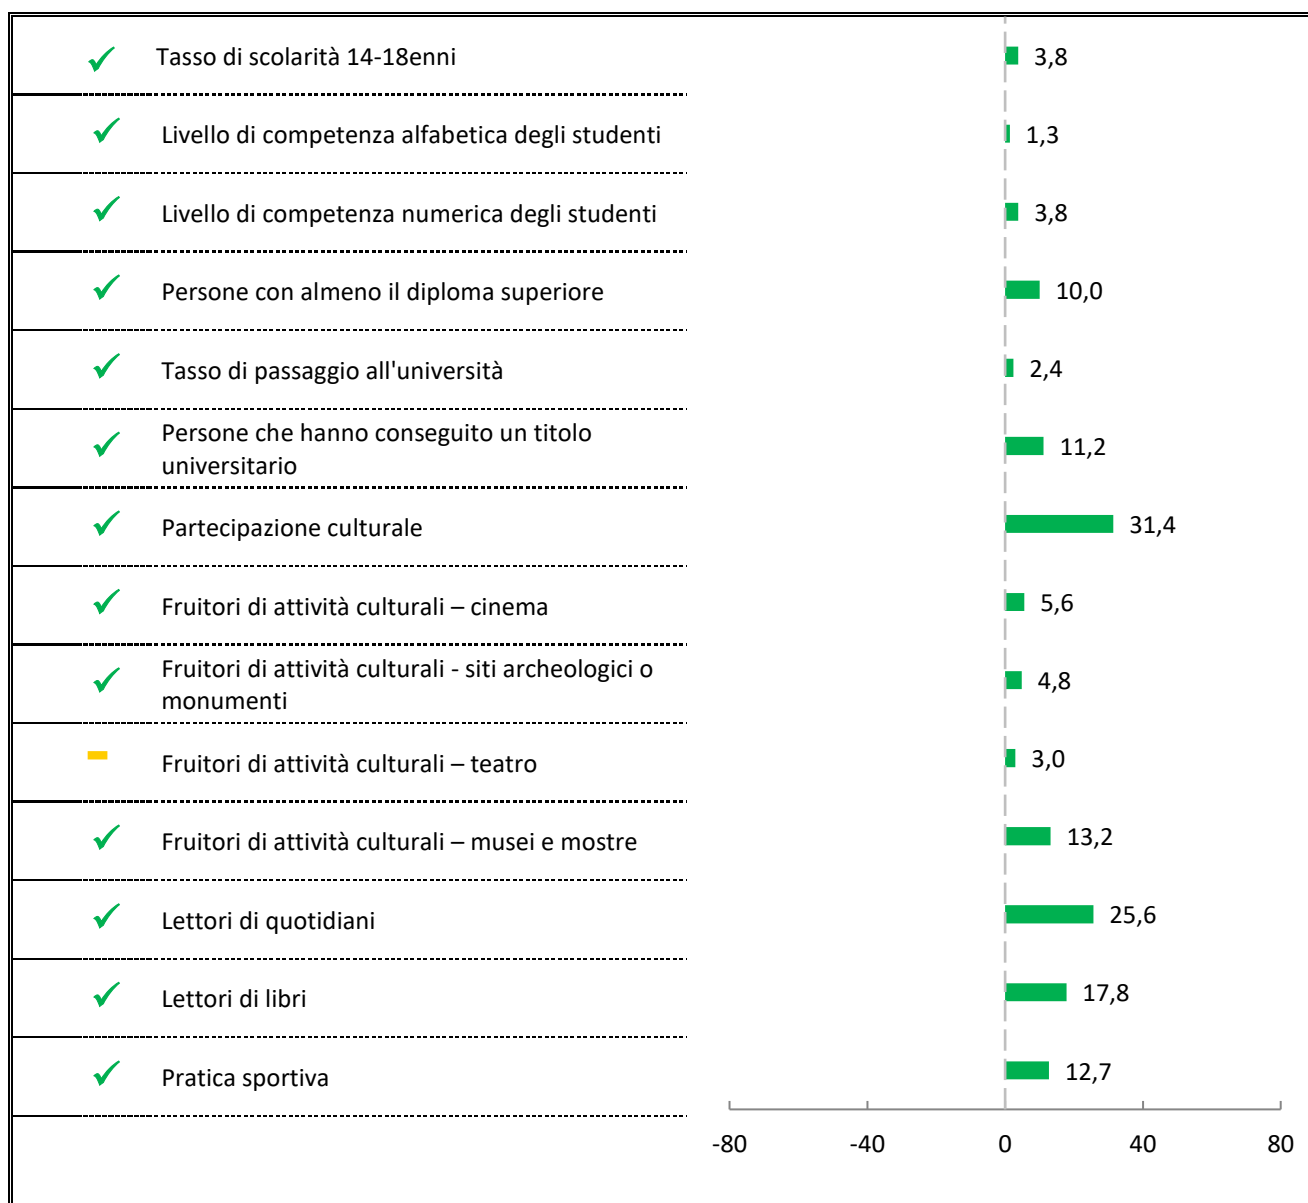 Tasso di scolarità 14-18enni 3,8
Livello di competenza alfabetica degli studenti 1,3
Livello di competenza numerica degli studenti 3,8
Persone con almeno il diploma superiore 10,0
Tasso di passaggio all'università 2,4
Persone che hanno conseguito un titolo
universitario 11,2
Partecipazione culturale 31,4
Fruitori di attività culturali – cinema 5,6
Fruitori di attività culturali - siti archeologici o
monumenti 4,8
Fruitori di attività culturali – teatro 3,0
Fruitori di attività culturali – musei e mostre 13,2
Lettori di quotidiani 25,6
Lettori di libri 17,8
Pratica sportiva 12,7
-80 -40 0 40 80